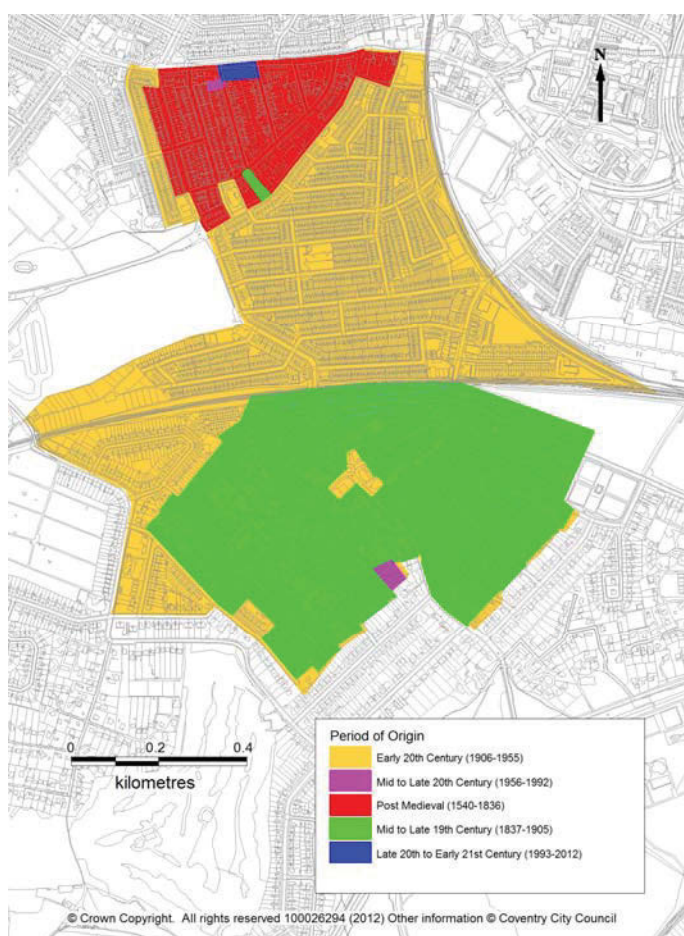 N
0 0.2 0.4
kilometres
Period of Origin
Early 20th Century (1906-1955)
Mid to Late 20th Century (1956-1992)
Post Medieval (1540-1836)
Mid to Late 19th Century (1837-1905)
Late 20th to Early 21st Century (1993-2012)
© Crown Copyright. All rights reserved 100026294 (2012) Other information © Coventry City Council